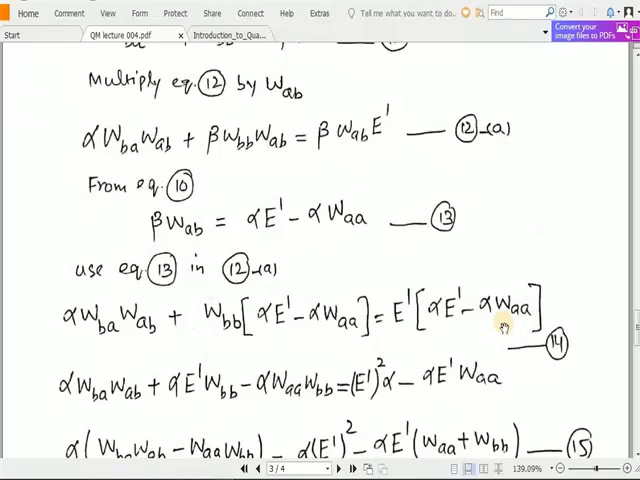 Home Comment View Form Protect Share Connect Help Extras Tell me what you want to do... Find
Start QM lecture 004.pdf × Introduction_to_Qua... Convert your image files to PDFs!
Multiply eq. (12) by Wab
αWbaWab + βWbbWab = βWabE' —— (12)-(a)
From eq (10)
βWab = αE' - αWaa —— (13)
use eq (13) in (12)-(a)
αWbaWab + Wbb[αE' - αWaa] = E'[αE' - αWaa]
—— (14)
αWbaWab + αE'Wbb - αWaaWbb = (E')²α - αE'Waa
α(WbaWab - WaaWbb) = α(E')² - αE'(Waa + Wbb) —— (15)
3 / 4 139.09%